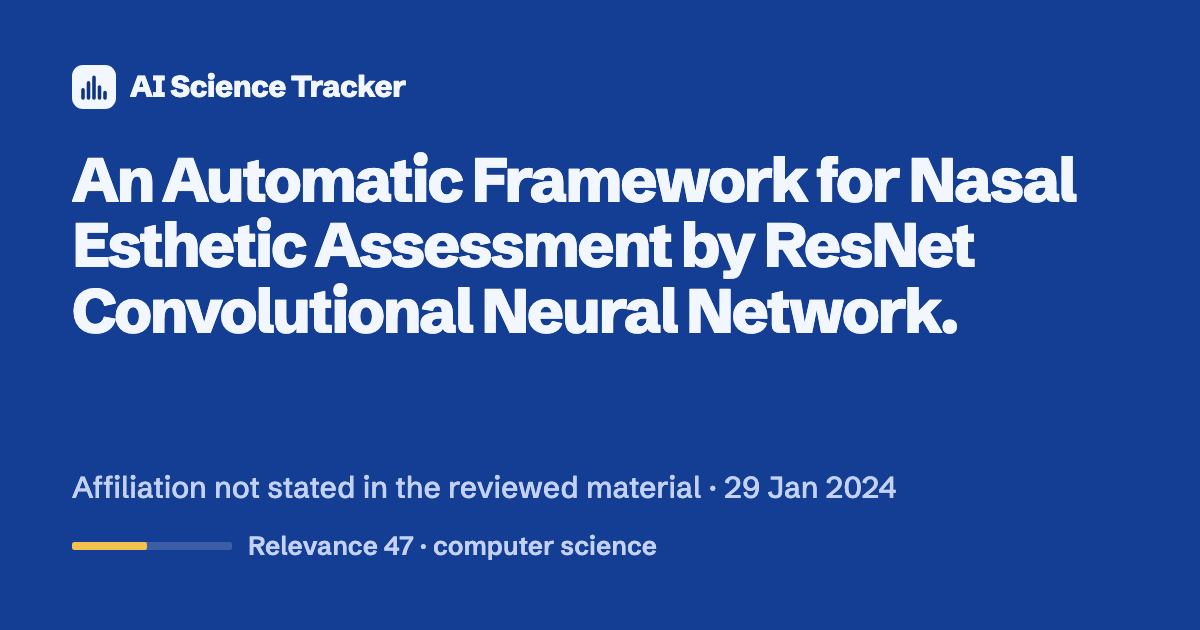 AI Science Tracker
An Automatic Framework for Nasal
Esthetic Assessment by ResNet
Convolutional Neural Network.
Affiliation not stated in the reviewed material · 29 Jan 2024
Relevance 47 · computer science